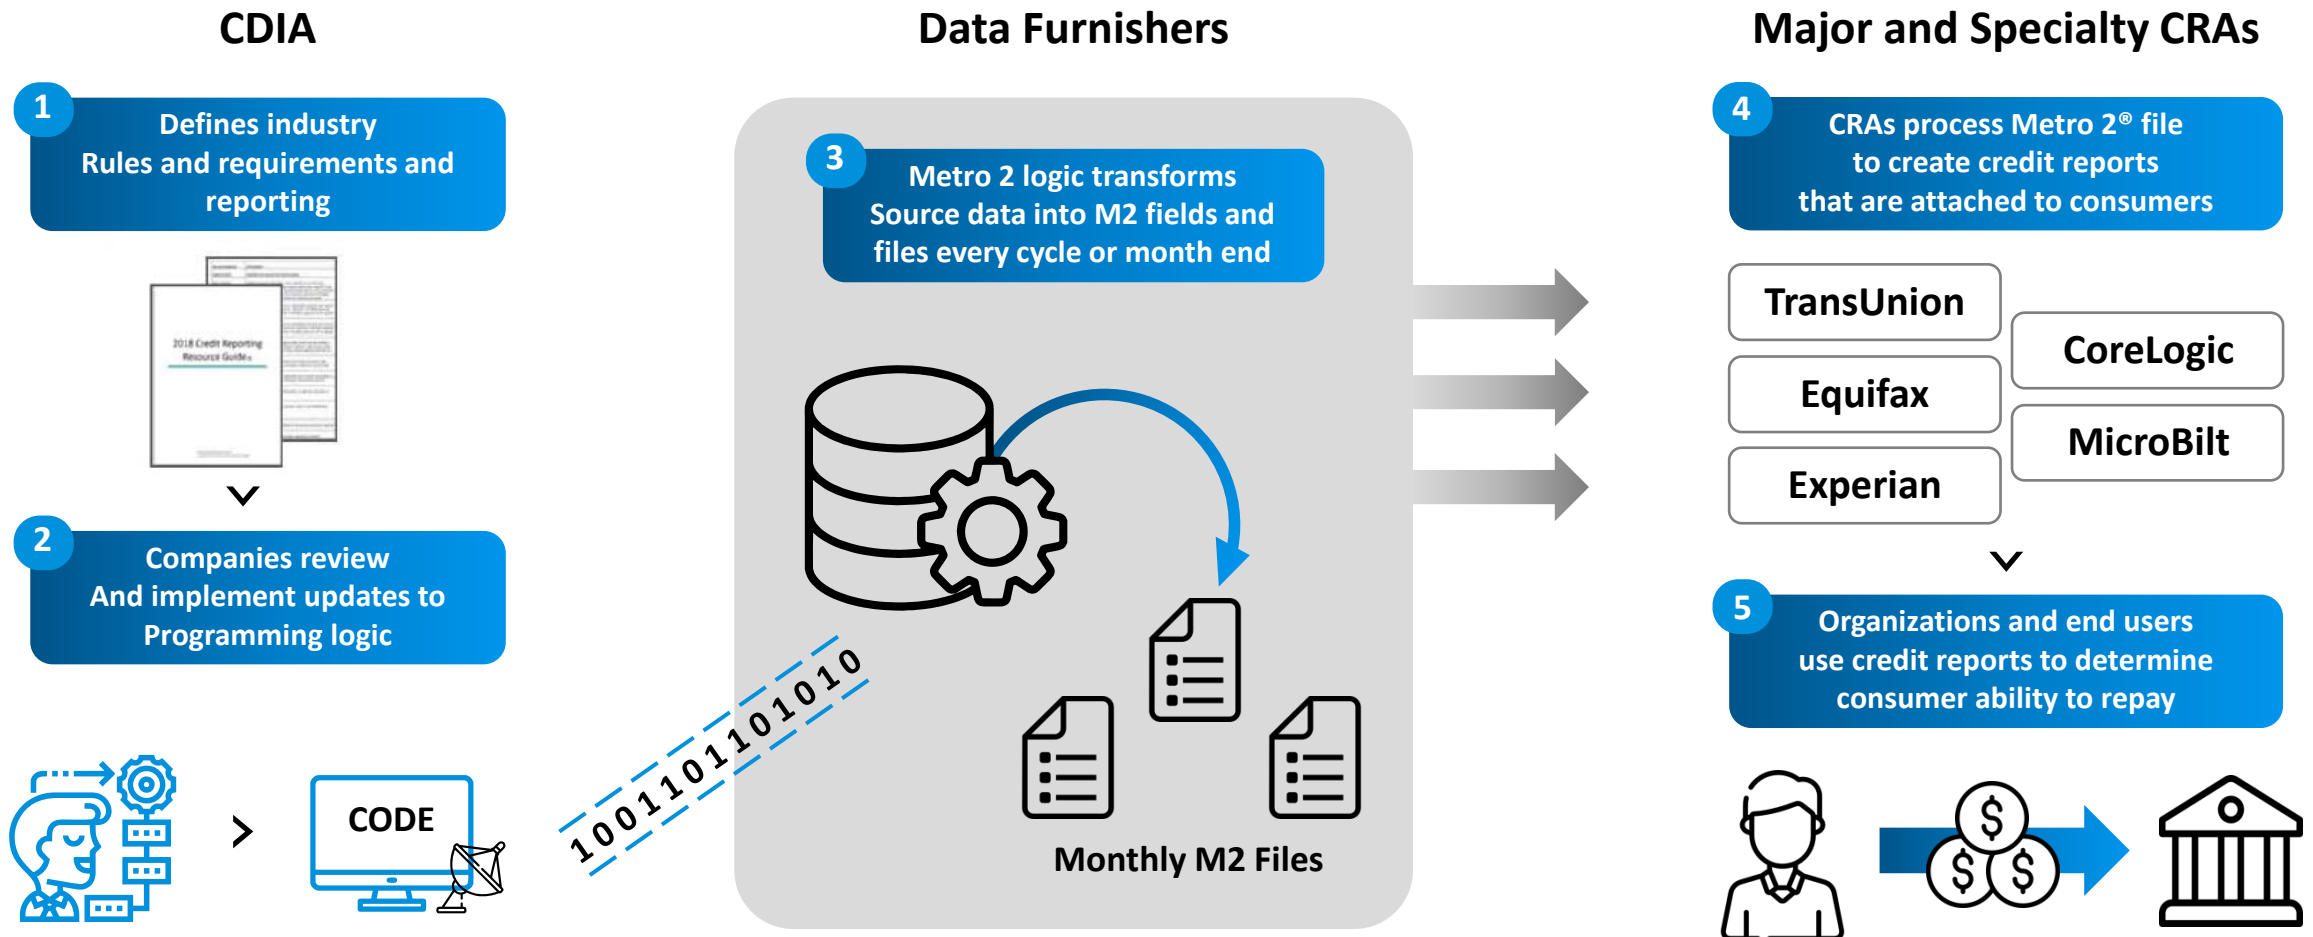 CDIA
1
Defines industry
Rules and requirements and
reporting
2018 Credit Reporting
Resource Guide
2
Companies review
And implement updates to
Programming logic
CODE
100110110101010
Data Furnishers
3
Metro 2 logic transforms
Source data into M2 fields and
files every cycle or month end
Monthly M2 Files
Major and Specialty CRAs
4
CRAs process Metro 2® file
to create credit reports
that are attached to consumers
TransUnion
Equifax
Experian
CoreLogic
MicroBilt
5
Organizations and end users
use credit reports to determine
consumer ability to repay
$
$ $